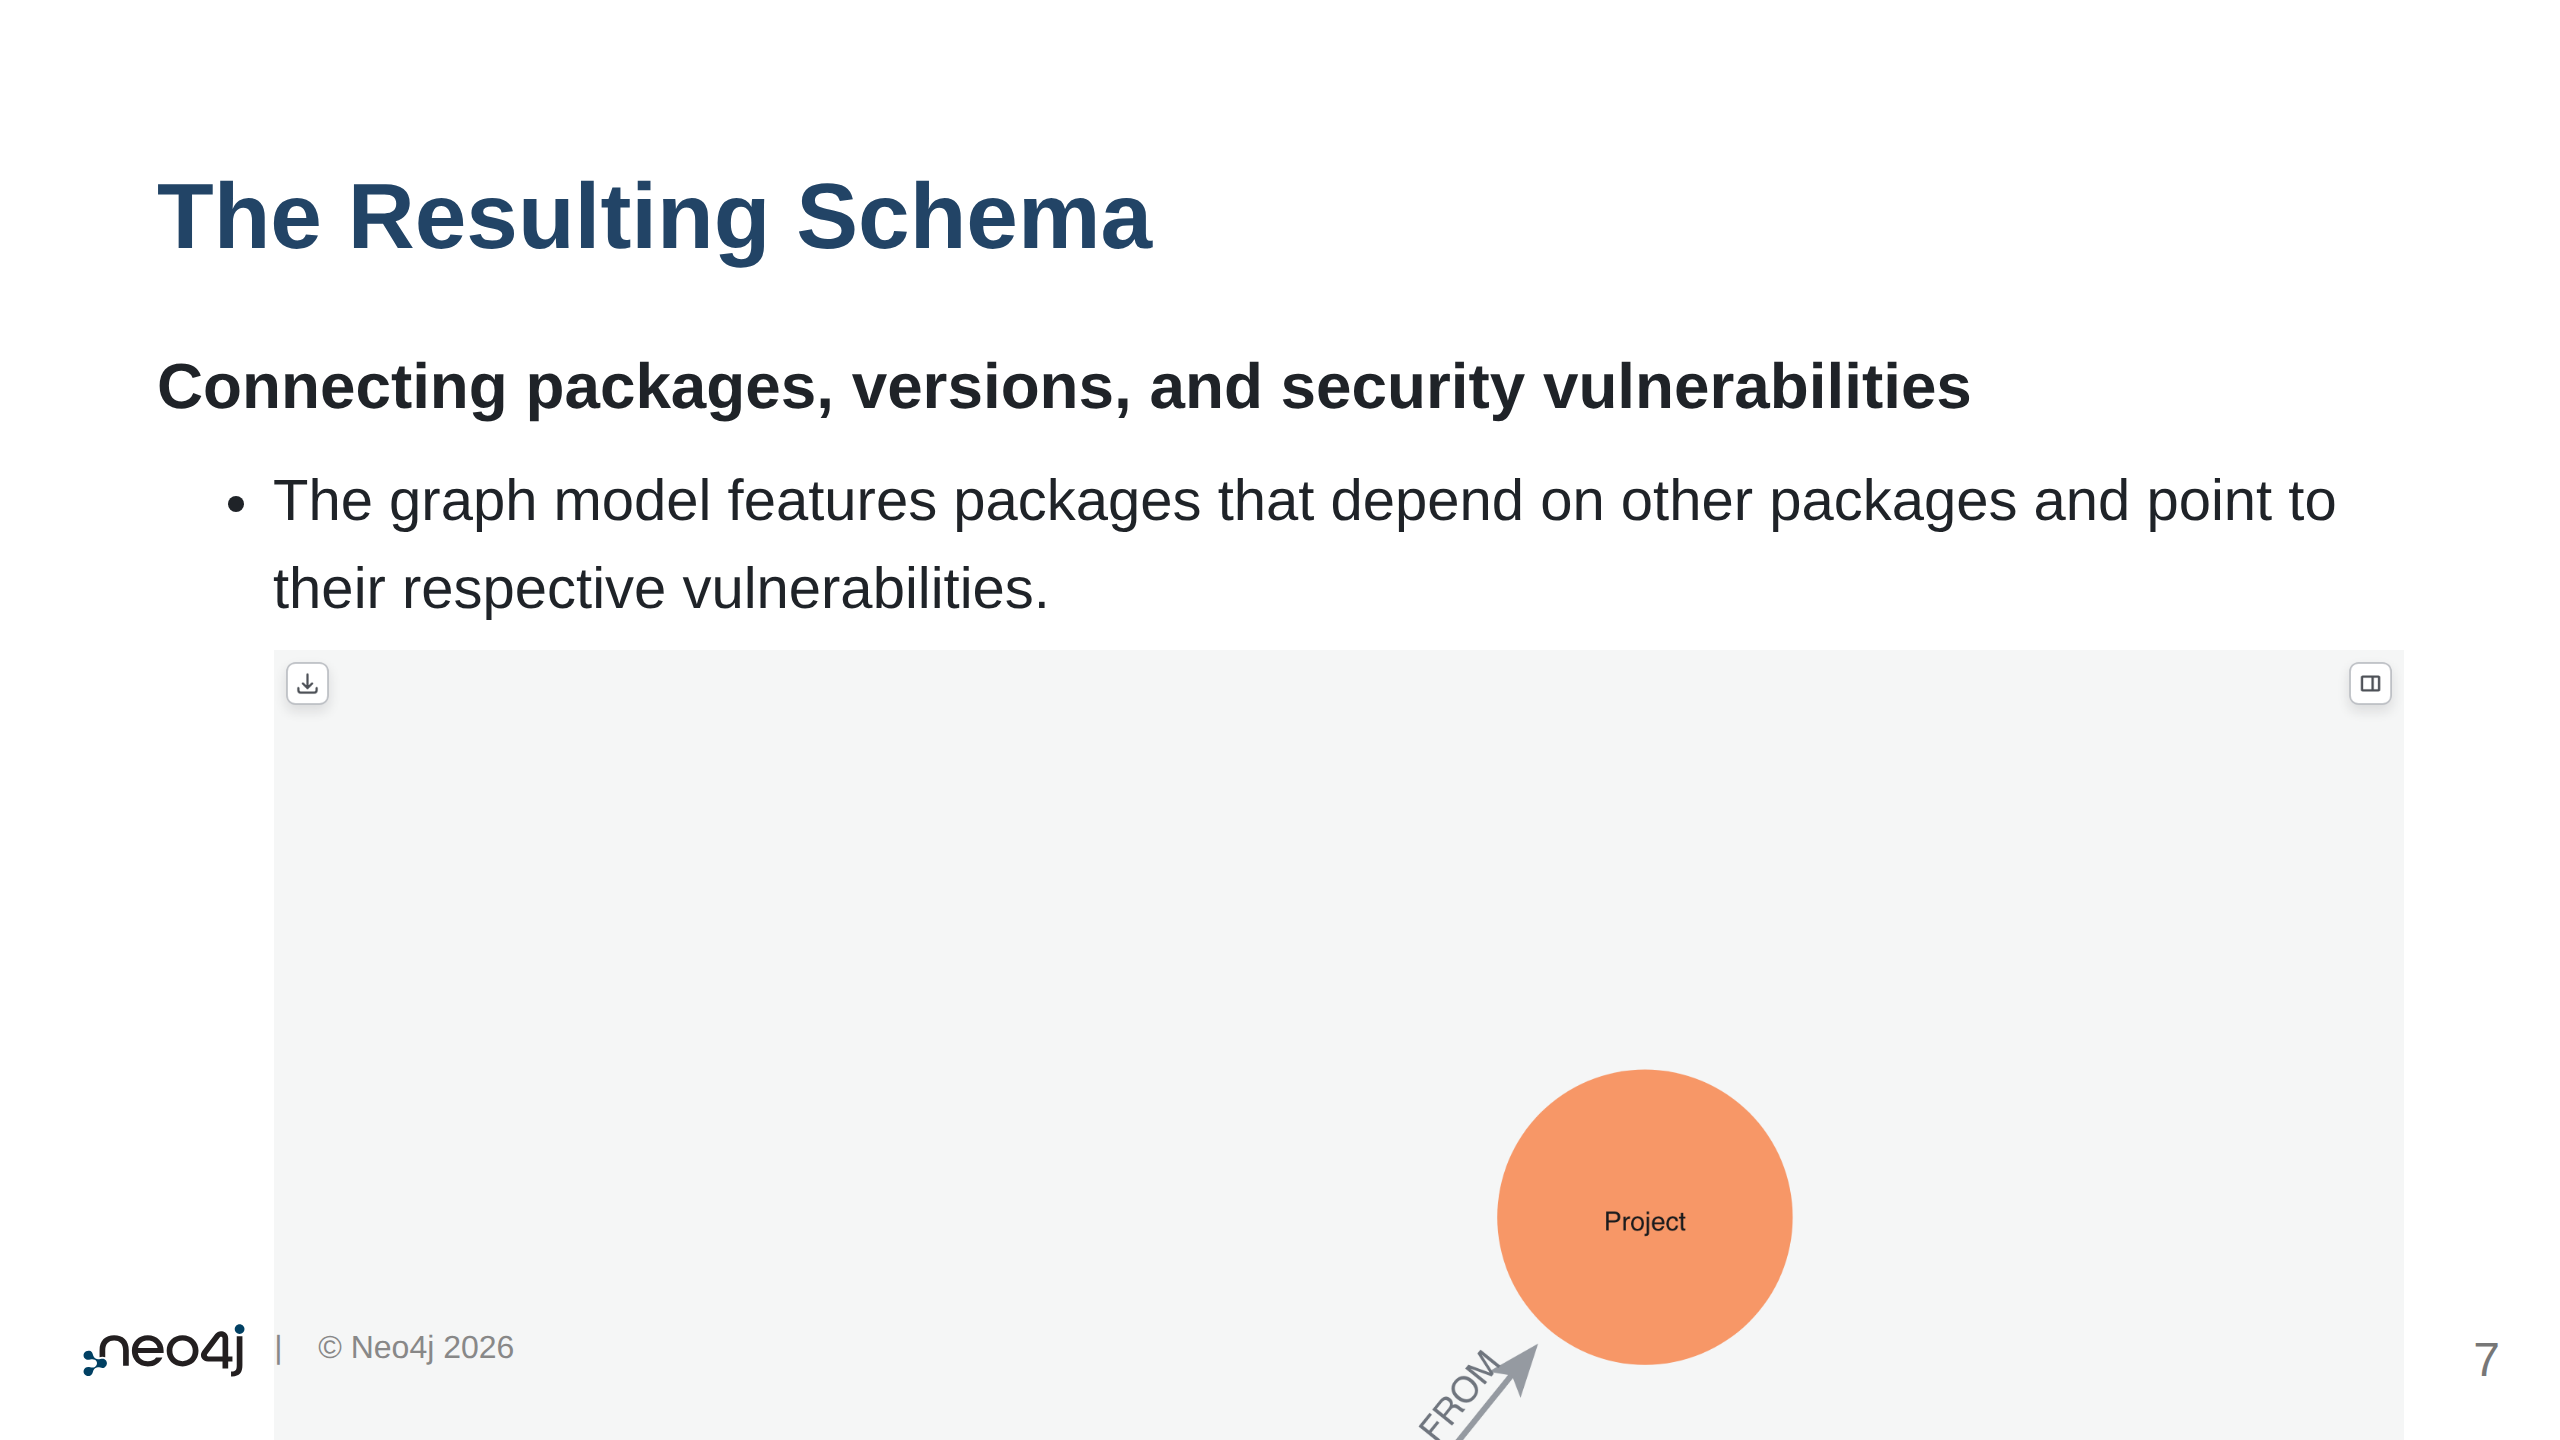 The Resulting Schema
Connecting packages, versions, and security vulnerabilities
• The graph model features packages that depend on other packages and point to
their respective vulnerabilities.
Project
FROM
neo4j | © Neo4j 2026
7